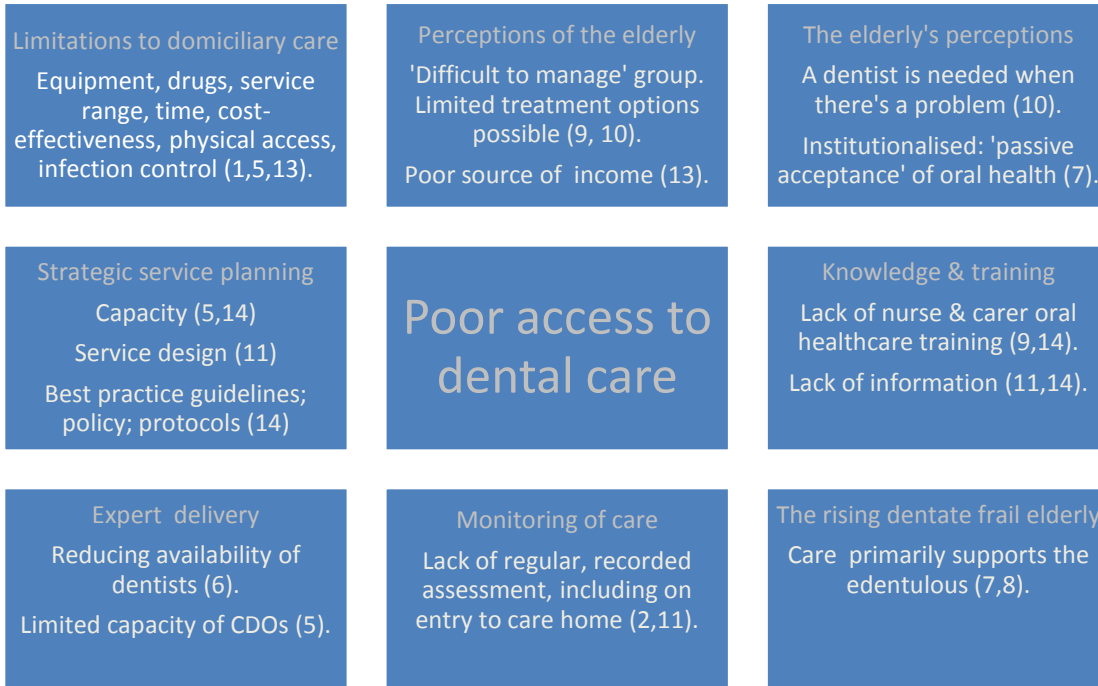 Limitations to domiciliary care
Equipment, drugs, service
range, time, cost-
effectiveness, physical access,
infection control (1,5,13).
Perceptions of the elderly
'Difficult to manage' group.
Limited treatment options
possible (9, 10).
Poor source of income (13).
The elderly's perceptions
A dentist is needed when
there's a problem (10).
Institutionalised: 'passive
acceptance' of oral health (7).
Strategic service planning
Capacity (5,14)
Service design (11)
Best practice guidelines;
policy; protocols (14)
Poor access to
dental care
Knowledge & training
Lack of nurse & carer oral
healthcare training (9,14).
Lack of information (11,14).
Expert delivery
Reducing availability of
dentists (6).
Limited capacity of CDOs (5).
Monitoring of care
Lack of regular, recorded
assessment, including on
entry to care home (2,11).
The rising dentate frail elderly
Care primarily supports the
edentulous (7,8).